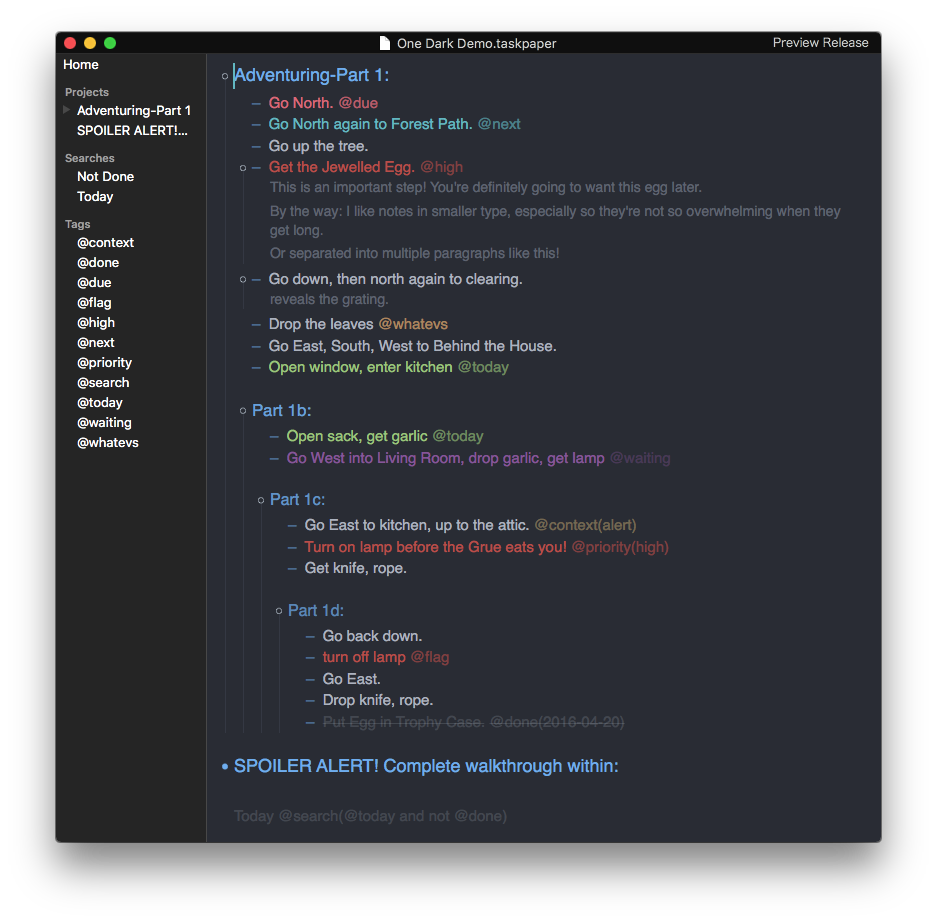 One Dark Demo.taskpaper
Preview Release
Home
Projects
Adventuring-Part 1
SPOILER ALERT!...
Searches
Not Done
Today
Tags
@context
@done
@due
@flag
@high
@next
@priority
@search
@today
@waiting
@whatevs
Adventuring-Part 1:
– Go North. @due
– Go North again to Forest Path. @next
– Go up the tree.
– Get the Jewelled Egg. @high
This is an important step! You're definitely going to want this egg later.
By the way: I like notes in smaller type, especially so they're not so overwhelming when they
get long.
Or separated into multiple paragraphs like this!
– Go down, then north again to clearing.
reveals the grating.
– Drop the leaves @whatevs
– Go East, South, West to Behind the House.
– Open window, enter kitchen @today
Part 1b:
– Open sack, get garlic @today
– Go West into Living Room, drop garlic, get lamp @waiting
Part 1c:
– Go East to kitchen, up to the attic. @context(alert)
– Turn on lamp before the Grue eats you! @priority(high)
– Get knife, rope.
Part 1d:
– Go back down.
– turn off lamp @flag
– Go East.
– Drop knife, rope.
– Put Egg in Trophy Case. @done(2016-04-20)
SPOILER ALERT! Complete walkthrough within:
Today @search(@today and not @done)